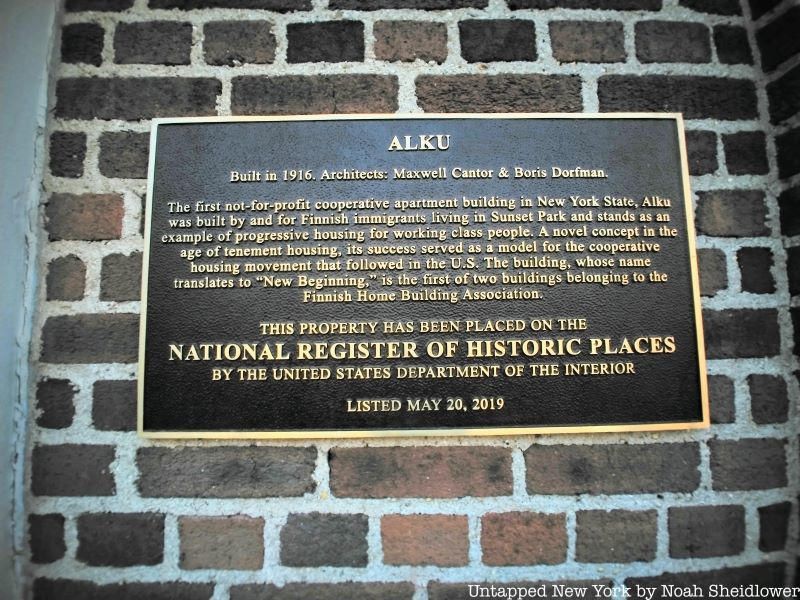 ALKU
Built in 1916. Architects: Maxwell Cantor & Boris Dorfman.
The first not-for-profit cooperative apartment building in New York State, Alku
was built by and for Finnish immigrants living in Sunset Park and stands as an
example of progressive housing for working class people. A novel concept in the
age of tenement housing, its success served as a model for the cooperative
housing movement that followed in the U.S. The building, whose name
translates to “New Beginning,” is the first of two buildings belonging to the
Finnish Home Building Association.
THIS PROPERTY HAS BEEN PLACED ON THE
NATIONAL REGISTER OF HISTORIC PLACES
BY THE UNITED STATES DEPARTMENT OF THE INTERIOR
LISTED MAY 20, 2019
Untapped New York by Noah Sheidlower